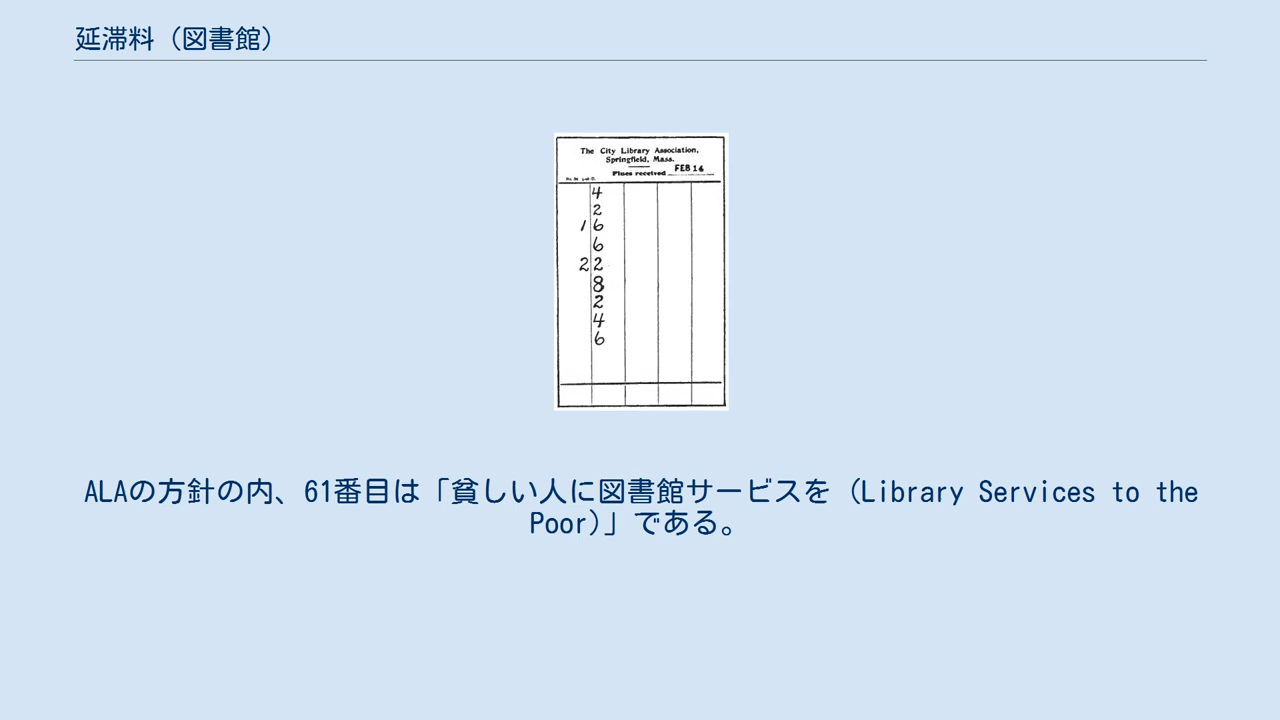 延滞料（図書館）
The City Library Association,
Springfield, Mass.
Fines received FEB 14
4
2
1 6
6
2 2
8
2
4
6
ALAの方針の内、61番目は「貧しい人に図書館サービスを（Library Services to the
Poor)」である。